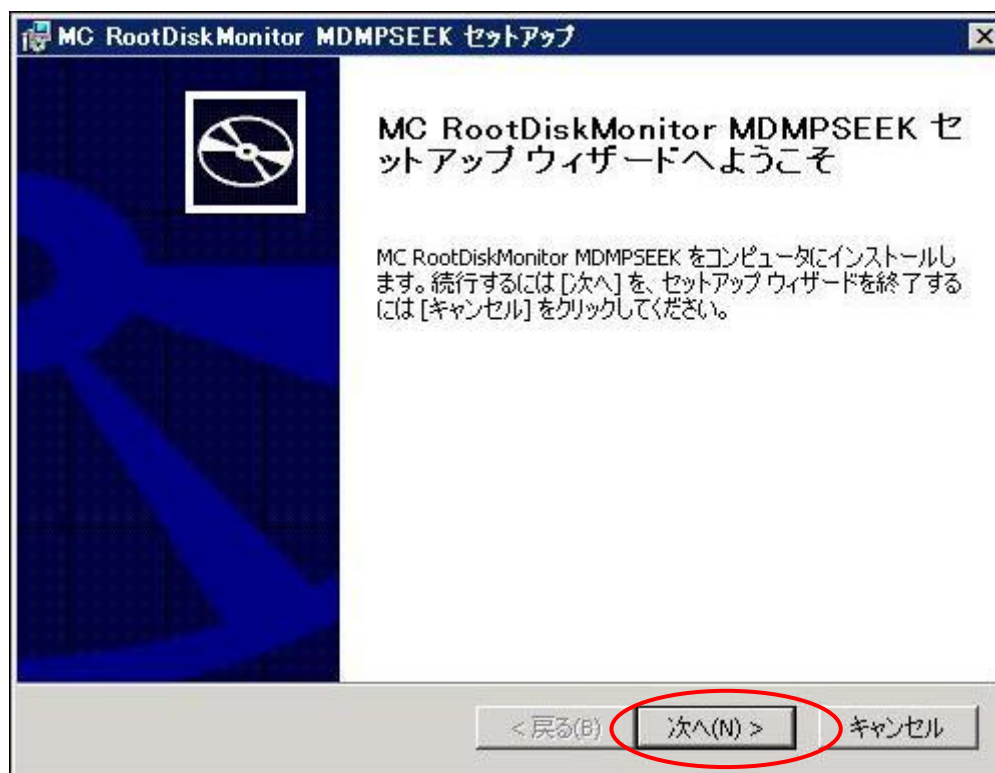 MC RootDiskMonitor MDMPSEEK セットアップ
MC RootDiskMonitor MDMPSEEK セ
ットアップ ウィザードへようこそ
MC RootDiskMonitor MDMPSEEK をコンピュータにインストールし
ます。続行するには [次へ] を、セットアップ ウィザードを終了する
には [キャンセル] をクリックしてください。
< 戻る(B) 次へ(N) > キャンセル